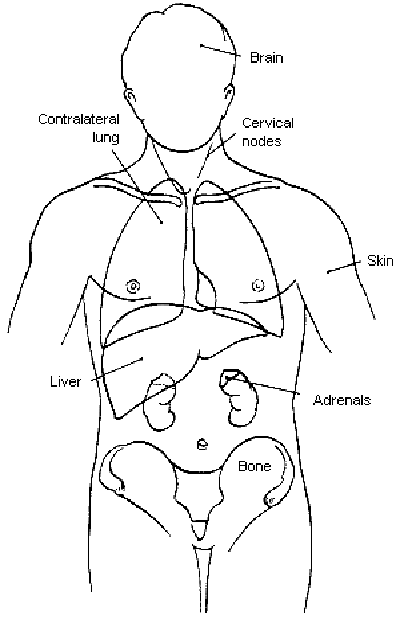 Brain
Contralateral
lung
Cervical
nodes
Skin
Liver
Adrenals
Bone